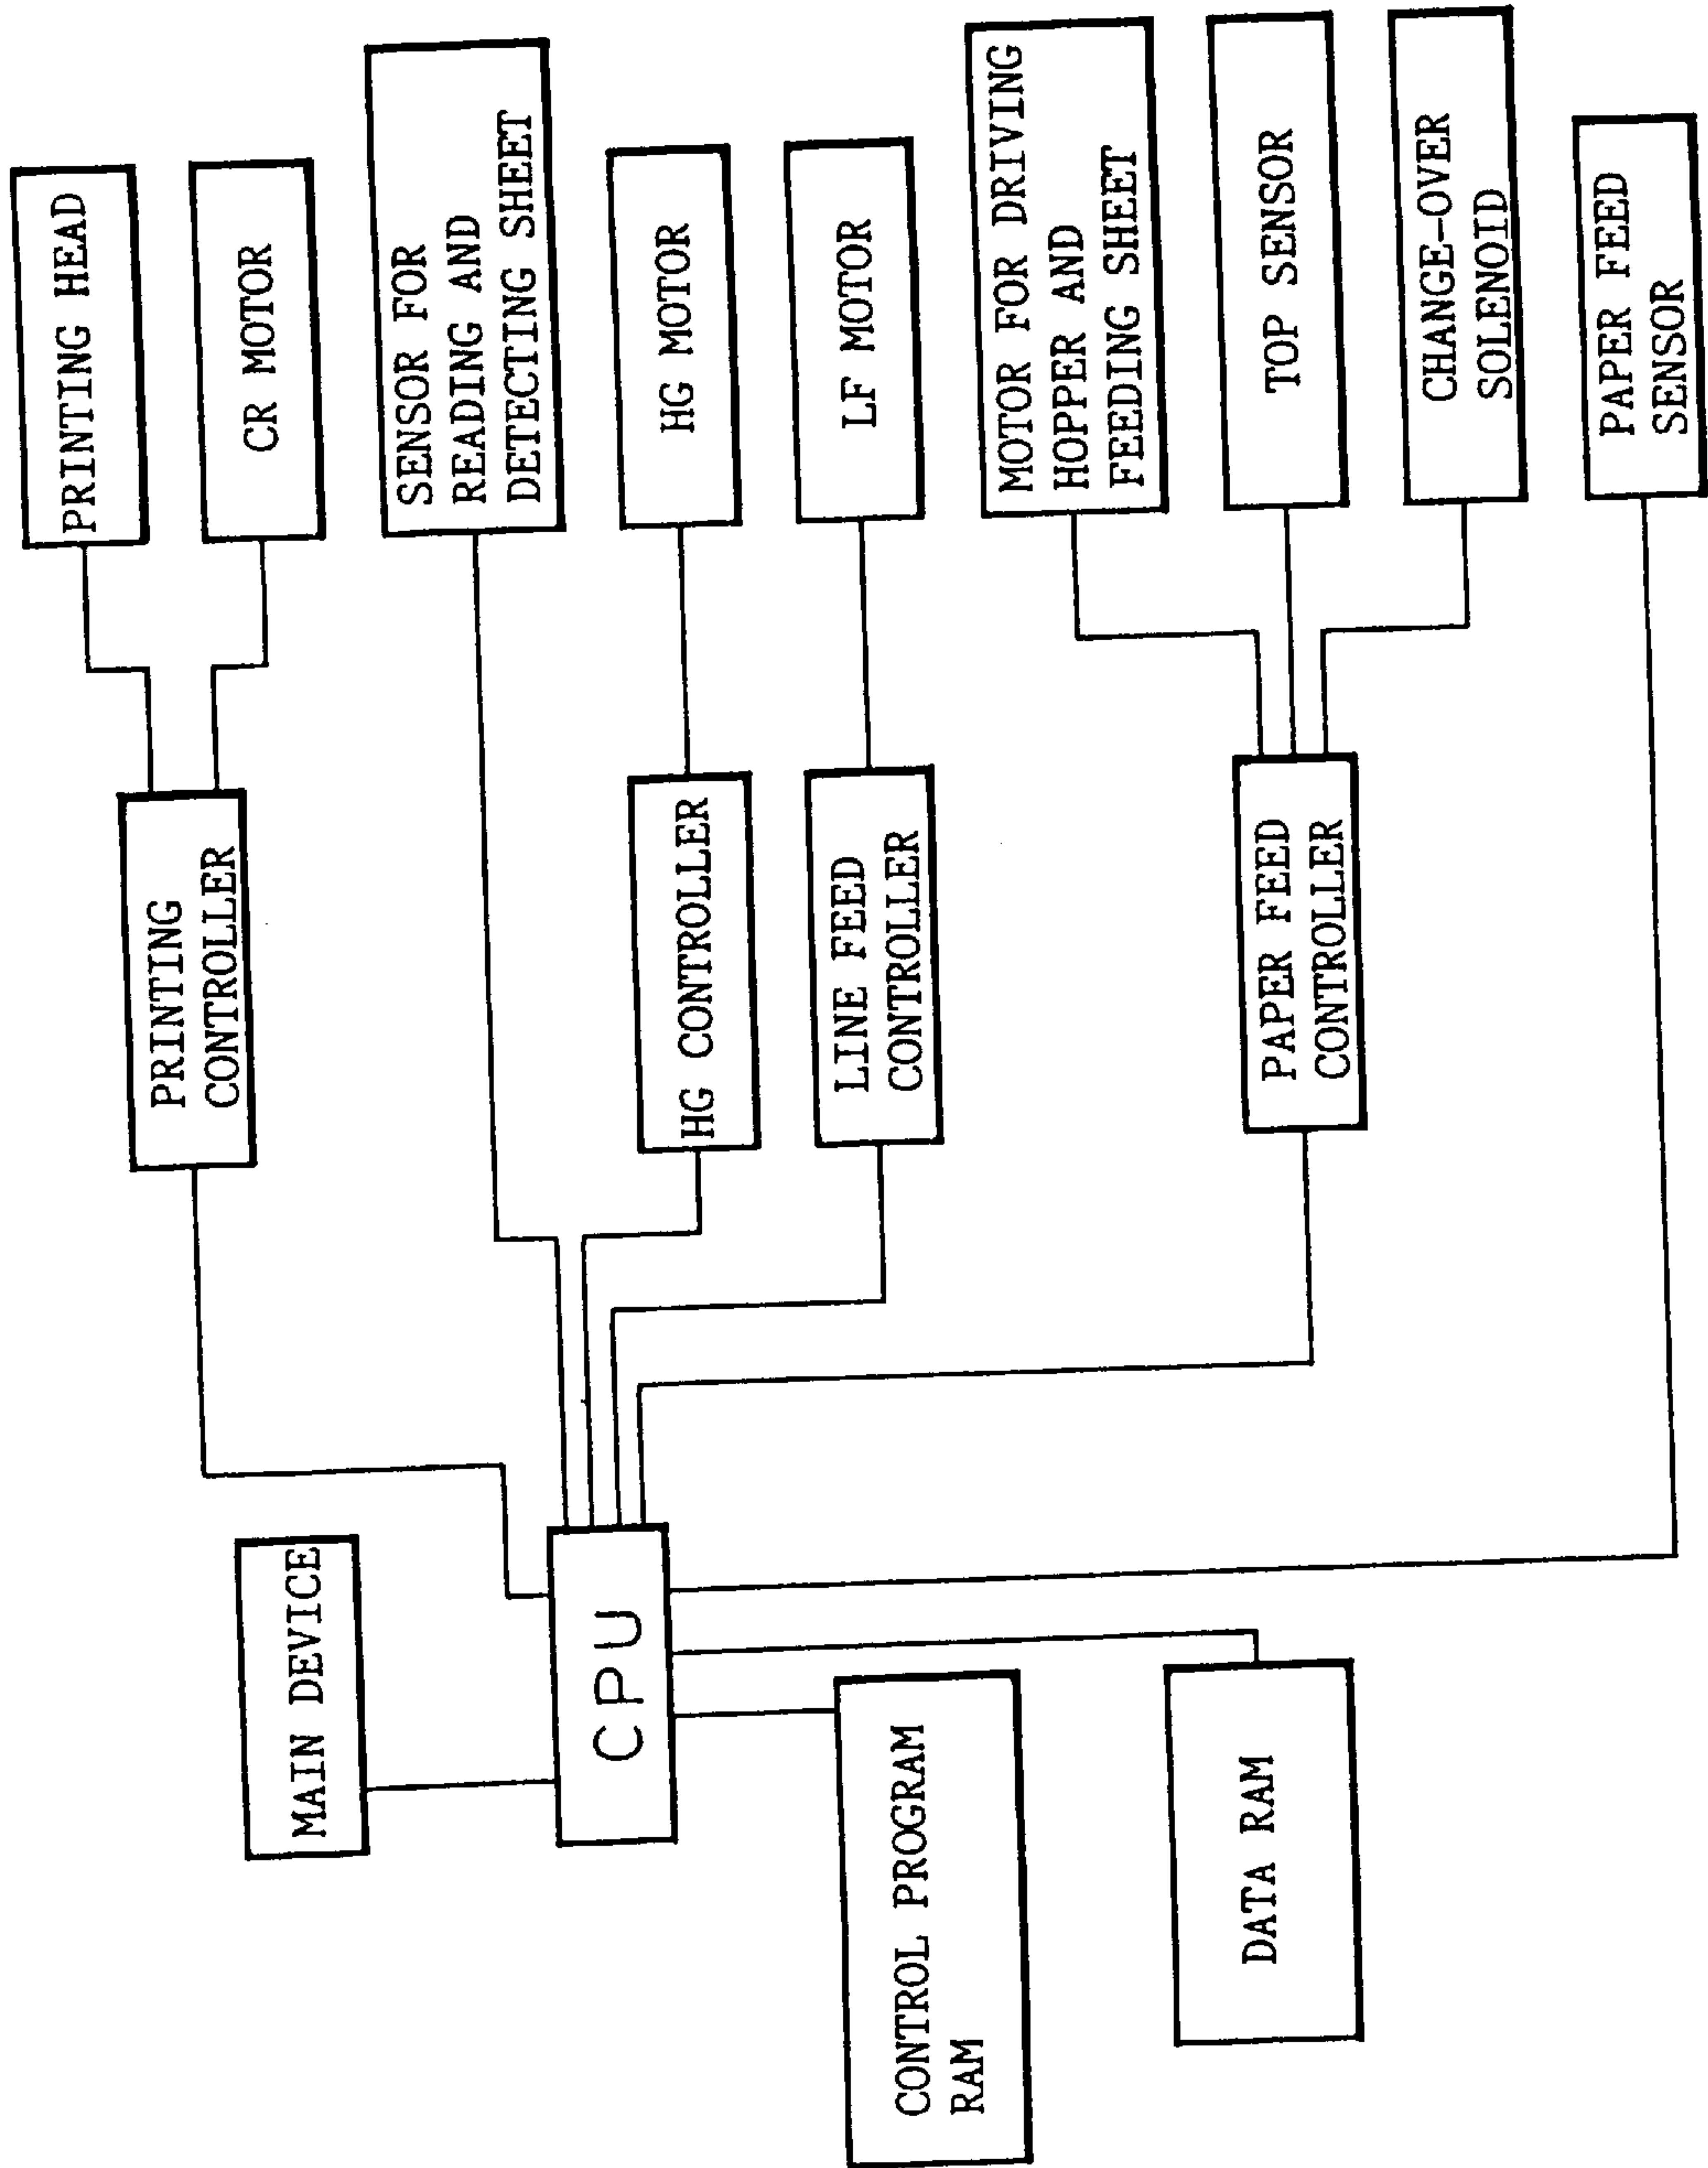 PRINTING HEAD
CR MOTOR
PRINTING
CONTROLLER
SENSOR FOR
READING AND
DETECTING SHEET
HG MOTOR
HG CONTROLLER
LF MOTOR
LINE FEED
CONTROLLER
MOTOR FOR DRIVING
HOPPER AND
FEEDING SHEET
TOP SENSOR
CHANGE-OVER
SOLENOID
PAPER FEED
CONTROLLER
PAPER FEED
SENSOR
MAIN DEVICE
CPU
CONTROL PROGRAM
RAM
DATA RAM